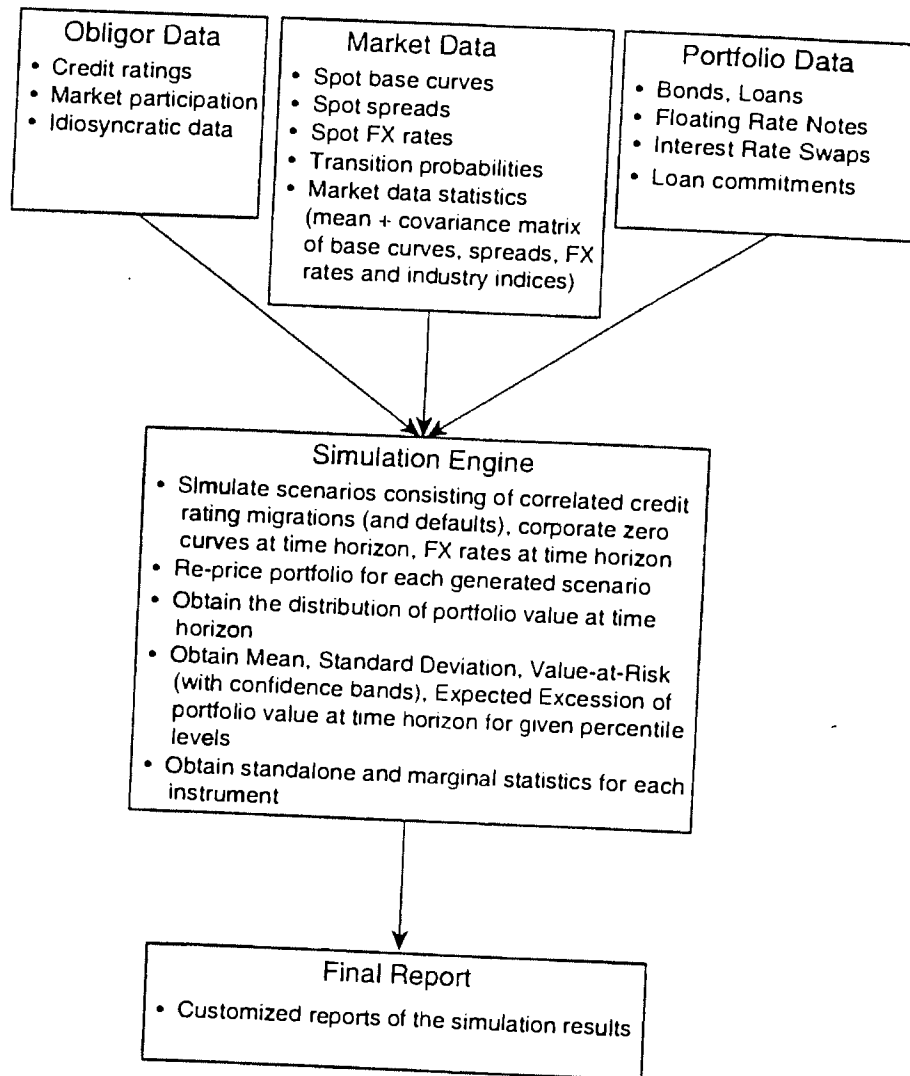 Obligor Data
• Credit ratings
• Market participation
• Idiosyncratic data
Market Data
• Spot base curves
• Spot spreads
• Spot FX rates
• Transition probabilities
• Market data statistics
(mean + covariance matrix
of base curves, spreads, FX
rates and industry indices)
Portfolio Data
• Bonds, Loans
• Floating Rate Notes
• Interest Rate Swaps
• Loan commitments
Simulation Engine
• Simulate scenarios consisting of correlated credit
rating migrations (and defaults), corporate zero
curves at time horizon, FX rates at time horizon
• Re-price portfolio for each generated scenario
• Obtain the distribution of portfolio value at time
horizon
• Obtain Mean, Standard Deviation, Value-at-Risk
(with confidence bands), Expected Excession of
portfolio value at time horizon for given percentile
levels
• Obtain standalone and marginal statistics for each
instrument
Final Report
• Customized reports of the simulation results